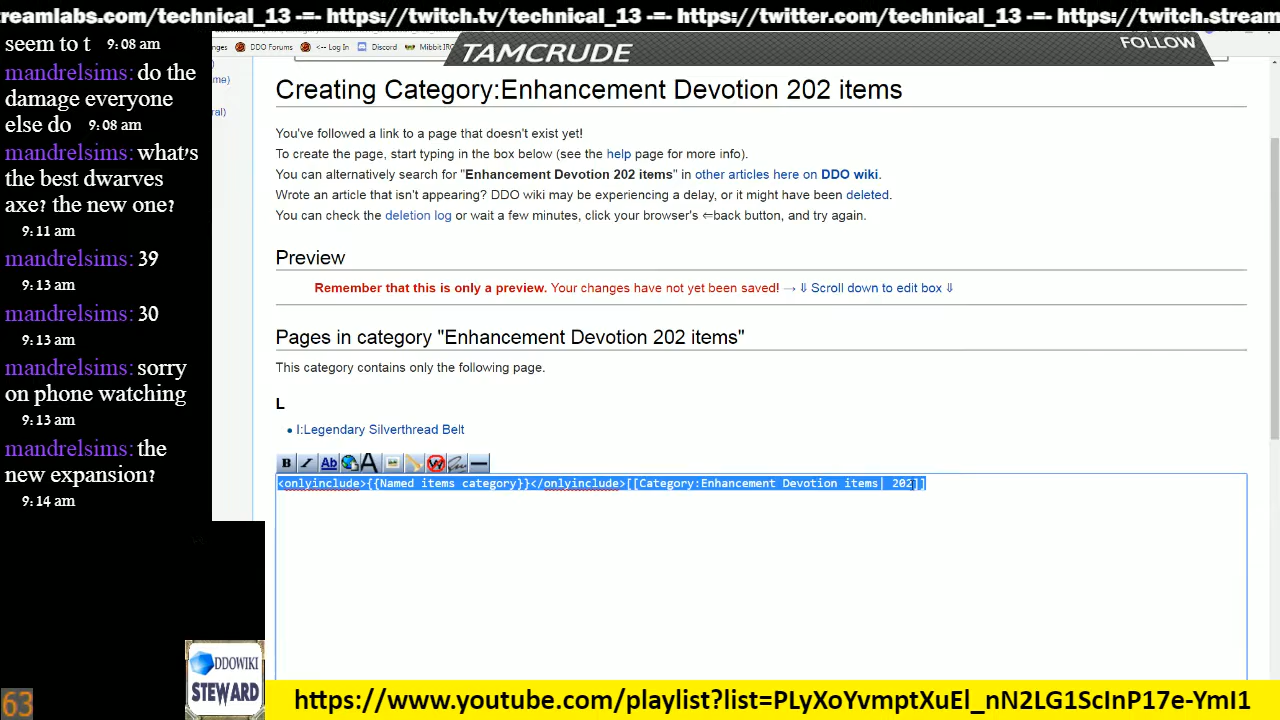 reamlabs.com/technical_13 -=- https://twitch.tv/technical_13 -=- https://twitter.com/technical_13 -=- https://twitch.stream
seem to t 9:08 am
mandrelsims: do the
damage everyone
else do 9:08 am
mandrelsims: what's
the best dwarves
axe? the new one?
9:11 am
mandrelsims: 39
9:13 am
mandrelsims: 30
9:13 am
mandrelsims: sorry
on phone watching
9:13 am
mandrelsims: the
new expansion?
9:14 am
63
DDOWIKI
STEWARD
nges DDO Forums <-- Log In Discord Mibbit IR
TAMCRUDE
FOLLOW
me)
ral)
Creating Category:Enhancement Devotion 202 items
You've followed a link to a page that doesn't exist yet!
To create the page, start typing in the box below (see the help page for more info).
You can alternatively search for "Enhancement Devotion 202 items" in other articles here on DDO wiki.
Wrote an article that isn't appearing? DDO wiki may be experiencing a delay, or it might have been deleted.
You can check the deletion log or wait a few minutes, click your browser's ⇐back button, and try again.
Preview
Remember that this is only a preview. Your changes have not yet been saved! → ⇓ Scroll down to edit box ⇓
Pages in category "Enhancement Devotion 202 items"
This category contains only the following page.
L
• I:Legendary Silverthread Belt
B I Ab A W
<onlyinclude>{{Named items category}}</onlyinclude>[[Category:Enhancement Devotion items| 202]]
https://www.youtube.com/playlist?list=PLyXoYvmptXuEl_nN2LG1ScInP17e-YmI1